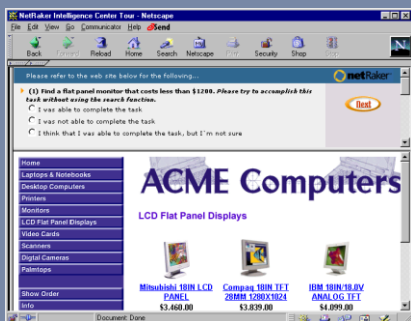 NetRaker Intelligence Center Tour - Netscape
File Edit View Go Communicator Help Send
Back Forward Reload Home Search Netscape Print Security Shop Stop
N
Please refer to the web site below for the following...
netRaker
(1) Find a flat panel monitor that costs less than $1200. Please try to accomplish this
task without using the search function.
I was able to complete the task
I was not able to complete the task
I think that I was able to complete the task, but I'm not sure
Next
Home
Laptops & Notebooks
Desktop Computers
Printers
Monitors
LCD Flat Panel Displays
Video Cards
Scanners
Digital Cameras
Palmtops
Show Order
Info
ACME Computers
LCD Flat Panel Displays
Mitsubishi 18IN LCD
PANEL
$3,460.00
Compaq 18IN TFT
28MM 1280X1024
$3,839.00
IBM 18IN/18.0V
ANALOG TFT
$4,099.00
Document: Done